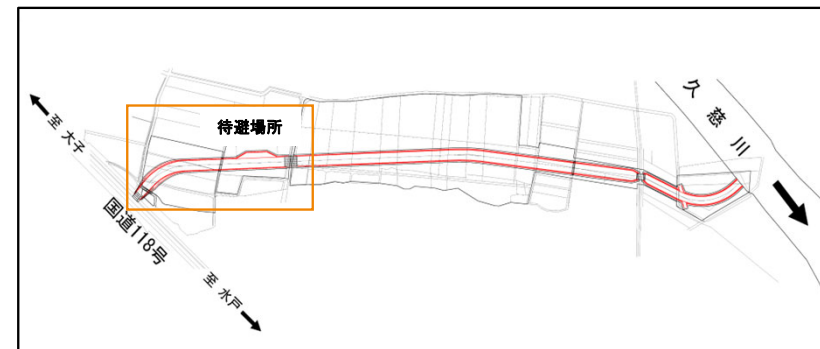 久慈川
待避場所
至 大子
国道118号
至 水戸